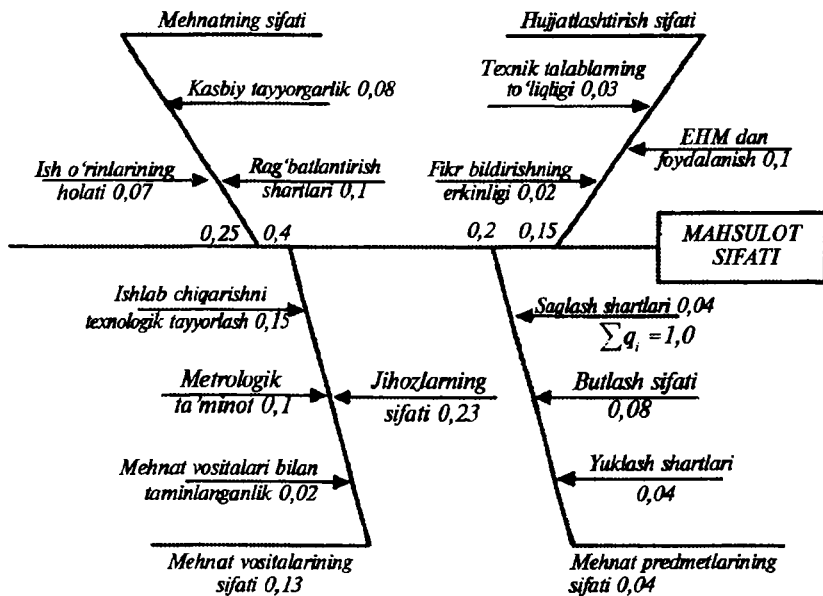 Mehnatning sifati
Hujjatlashtirish sifati
Kasbiy tayyorgarlik 0,08
Texnik talablarning
to‘liqligi 0,03
Ish o‘rinlarining
holati 0,07
Rag‘batlantirish
shartlari 0,1
Fikr bildirishning
erkinligi 0,02
EHM dan
foydalanish 0,1
0,25
0,4
0,2
0,15
MAHSULOT
SIFATI
Ishlab chiqarishni
texnologik tayyorlash 0,15
Saglash shartlari 0,04
∑qᵢ = 1,0
Metrologik
ta’minot 0,1
Jihozlarning
sifati 0,23
Butlash sifati
0,08
Mehnat vositalari bilan
taminlanganlik 0,02
Yuklash shartlari
0,04
Mehnat vositalarining
sifati 0,13
Mehnat predmetlarining
sifati 0,04